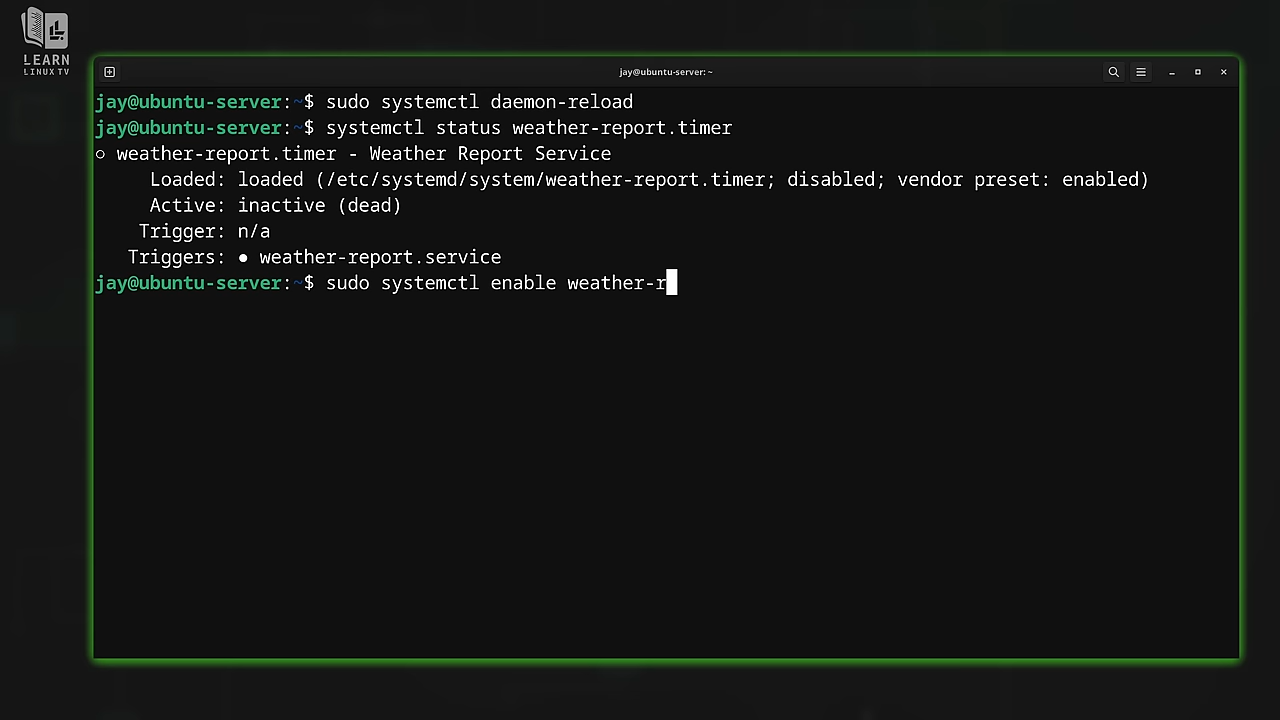 LEARN
LINUX TV
jay@ubuntu-server: ~
jay@ubuntu-server:~$ sudo systemctl daemon-reload
jay@ubuntu-server:~$ systemctl status weather-report.timer
○ weather-report.timer - Weather Report Service
     Loaded: loaded (/etc/systemd/system/weather-report.timer; disabled; vendor preset: enabled)
     Active: inactive (dead)
    Trigger: n/a
   Triggers: ● weather-report.service
jay@ubuntu-server:~$ sudo systemctl enable weather-r